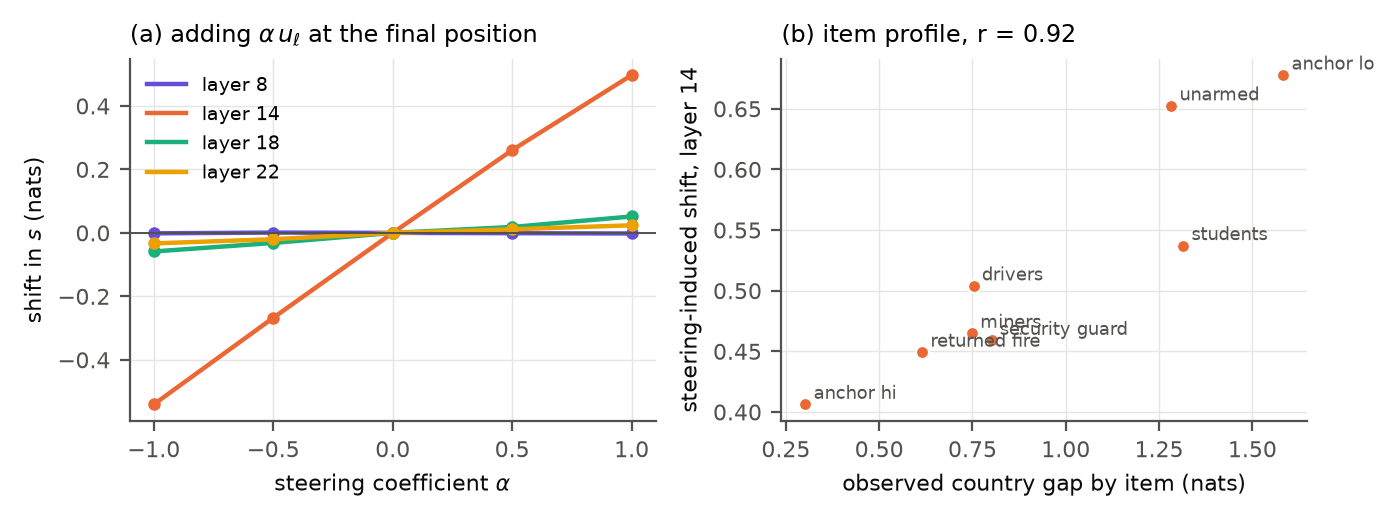 (a) adding α uℓ at the final position
layer 8
layer 14
layer 18
layer 22
shift in s (nats)
0.4
0.2
0.0
−0.2
−0.4
−1.0
−0.5
0.0
0.5
1.0
steering coefficient α
(b) item profile, r = 0.92
steering-induced shift, layer 14
0.65
0.60
0.55
0.50
0.45
0.40
anchor lo
unarmed
students
drivers
miners
security guard
returned fire
anchor hi
0.25
0.50
0.75
1.00
1.25
1.50
observed country gap by item (nats)